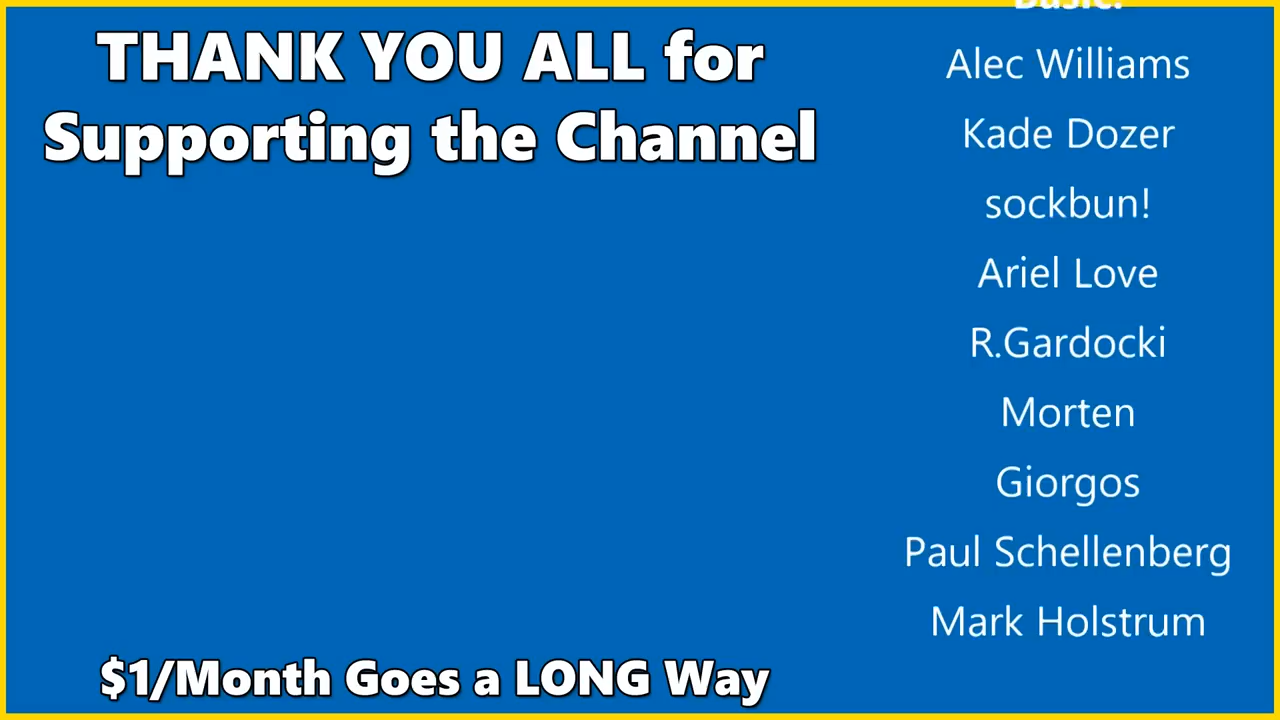 THANK YOU ALL for
Supporting the Channel
$1/Month Goes a LONG Way
Basic:
Alec Williams
Kade Dozer
sockbun!
Ariel Love
R.Gardocki
Morten
Giorgos
Paul Schellenberg
Mark Holstrum